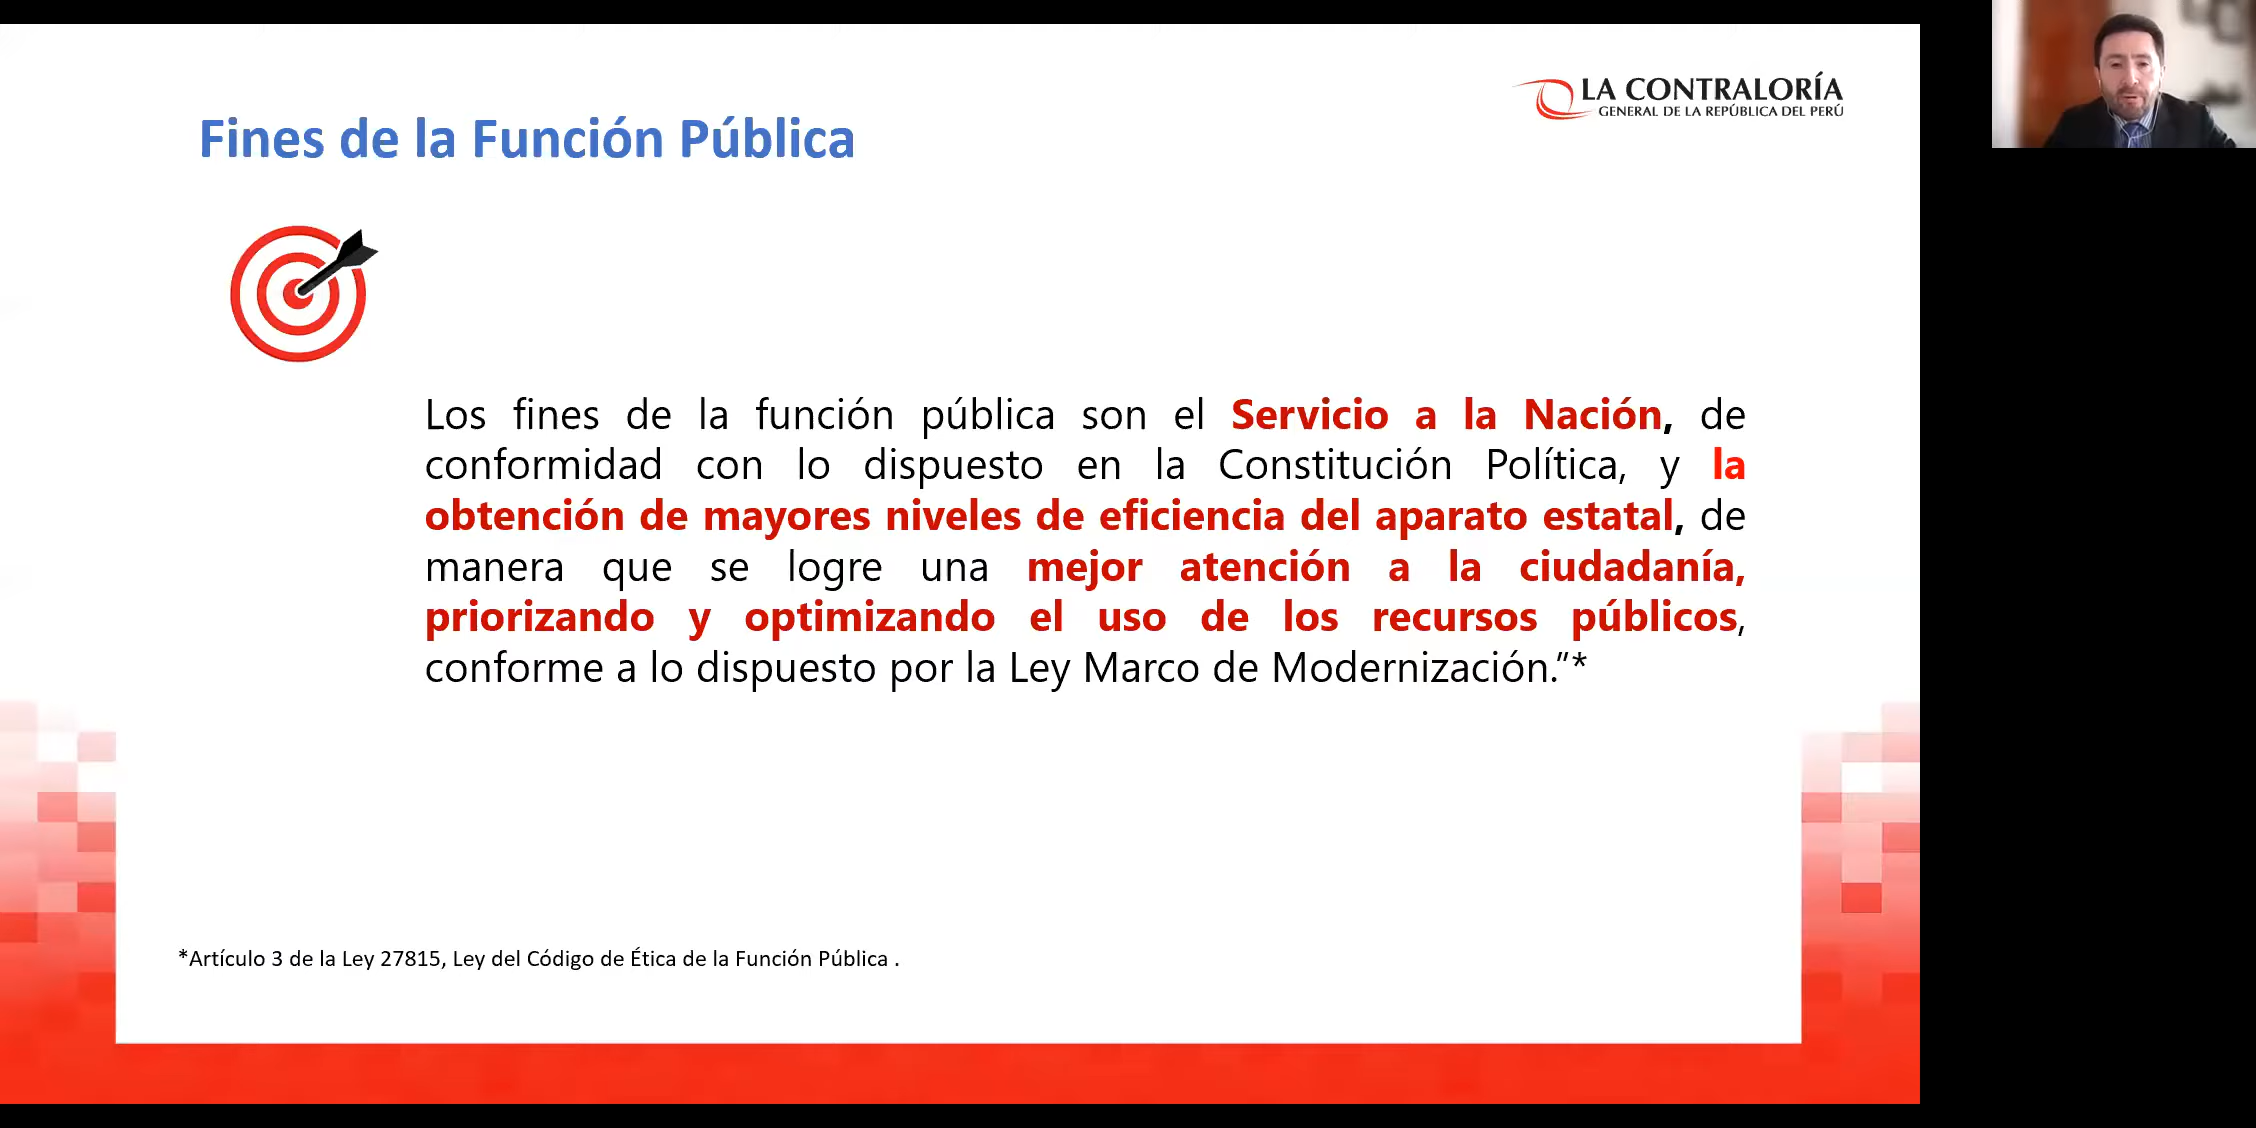 LA CONTRALORÍA
GENERAL DE LA REPÚBLICA DEL PERÚ
Fines de la Función Pública
Los fines de la función pública son el Servicio a la Nación, de
conformidad con lo dispuesto en la Constitución Política, y la
obtención de mayores niveles de eficiencia del aparato estatal, de
manera que se logre una mejor atención a la ciudadanía,
priorizando y optimizando el uso de los recursos públicos,
conforme a lo dispuesto por la Ley Marco de Modernización.”*
*Artículo 3 de la Ley 27815, Ley del Código de Ética de la Función Pública .